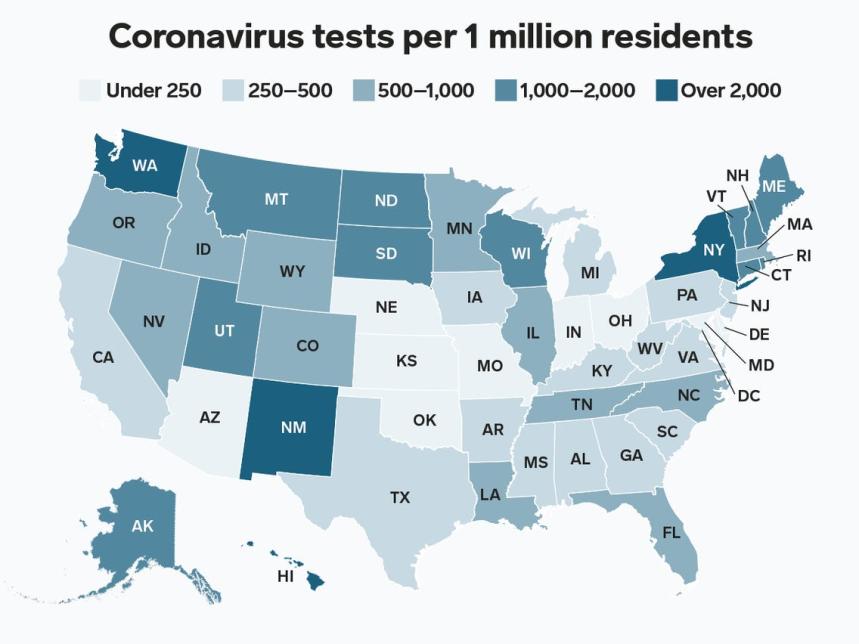 Coronavirus tests per 1 million residents
Under 250 250–500 500–1,000 1,000–2,000 Over 2,000
WA
MT
ND
MN
OR
ID
WY
SD
WI
MI
NY
VT
NH
ME
MA
RI
CT
NV
UT
CO
NE
IA
IL
IN
OH
PA
NJ
DE
MD
DC
CA
AZ
NM
KS
MO
KY
WV
VA
OK
AR
TN
NC
TX
LA
MS
AL
GA
SC
FL
AK
HI